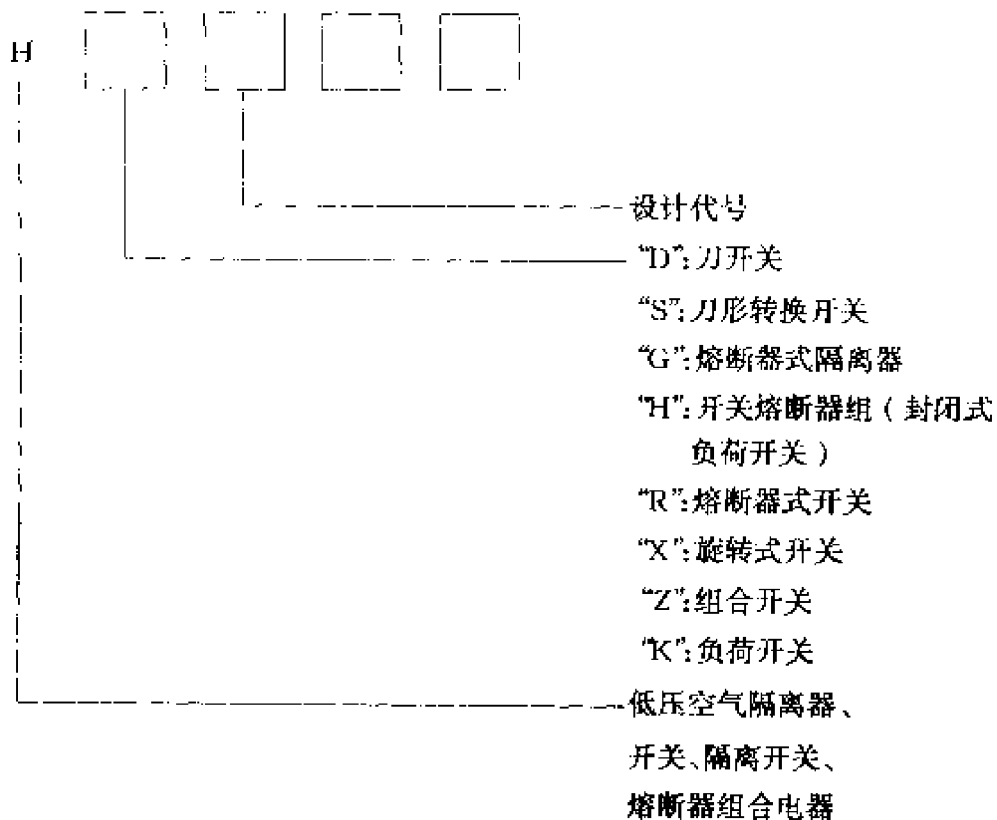 H
设计代号
“D”:刀开关
“S”:刀形转换开关
“G”:熔断器式隔离器
“H”:开关熔断器组(封闭式
负荷开关)
“R”:熔断器式开关
“X”:旋转式开关
“Z”:组合开关
“K”:负荷开关
低压空气隔离器、
开关、隔离开关、
熔断器组合电器